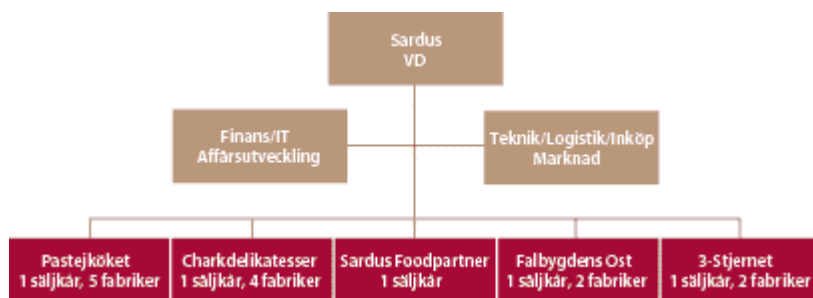 Sardus
VD
Finans/IT
Affärsutveckling
Teknik/Logistik/Inköp
Marknad
Pastejköket
1 säljkår, 5 fabriker
Charkdelikatesser
1 säljkår, 4 fabriker
Sardus Foodpartner
1 säljkår
Falbygdens Ost
1 säljkår, 2 fabriker
3-Stjernet
1 säljkår, 2 fabriker